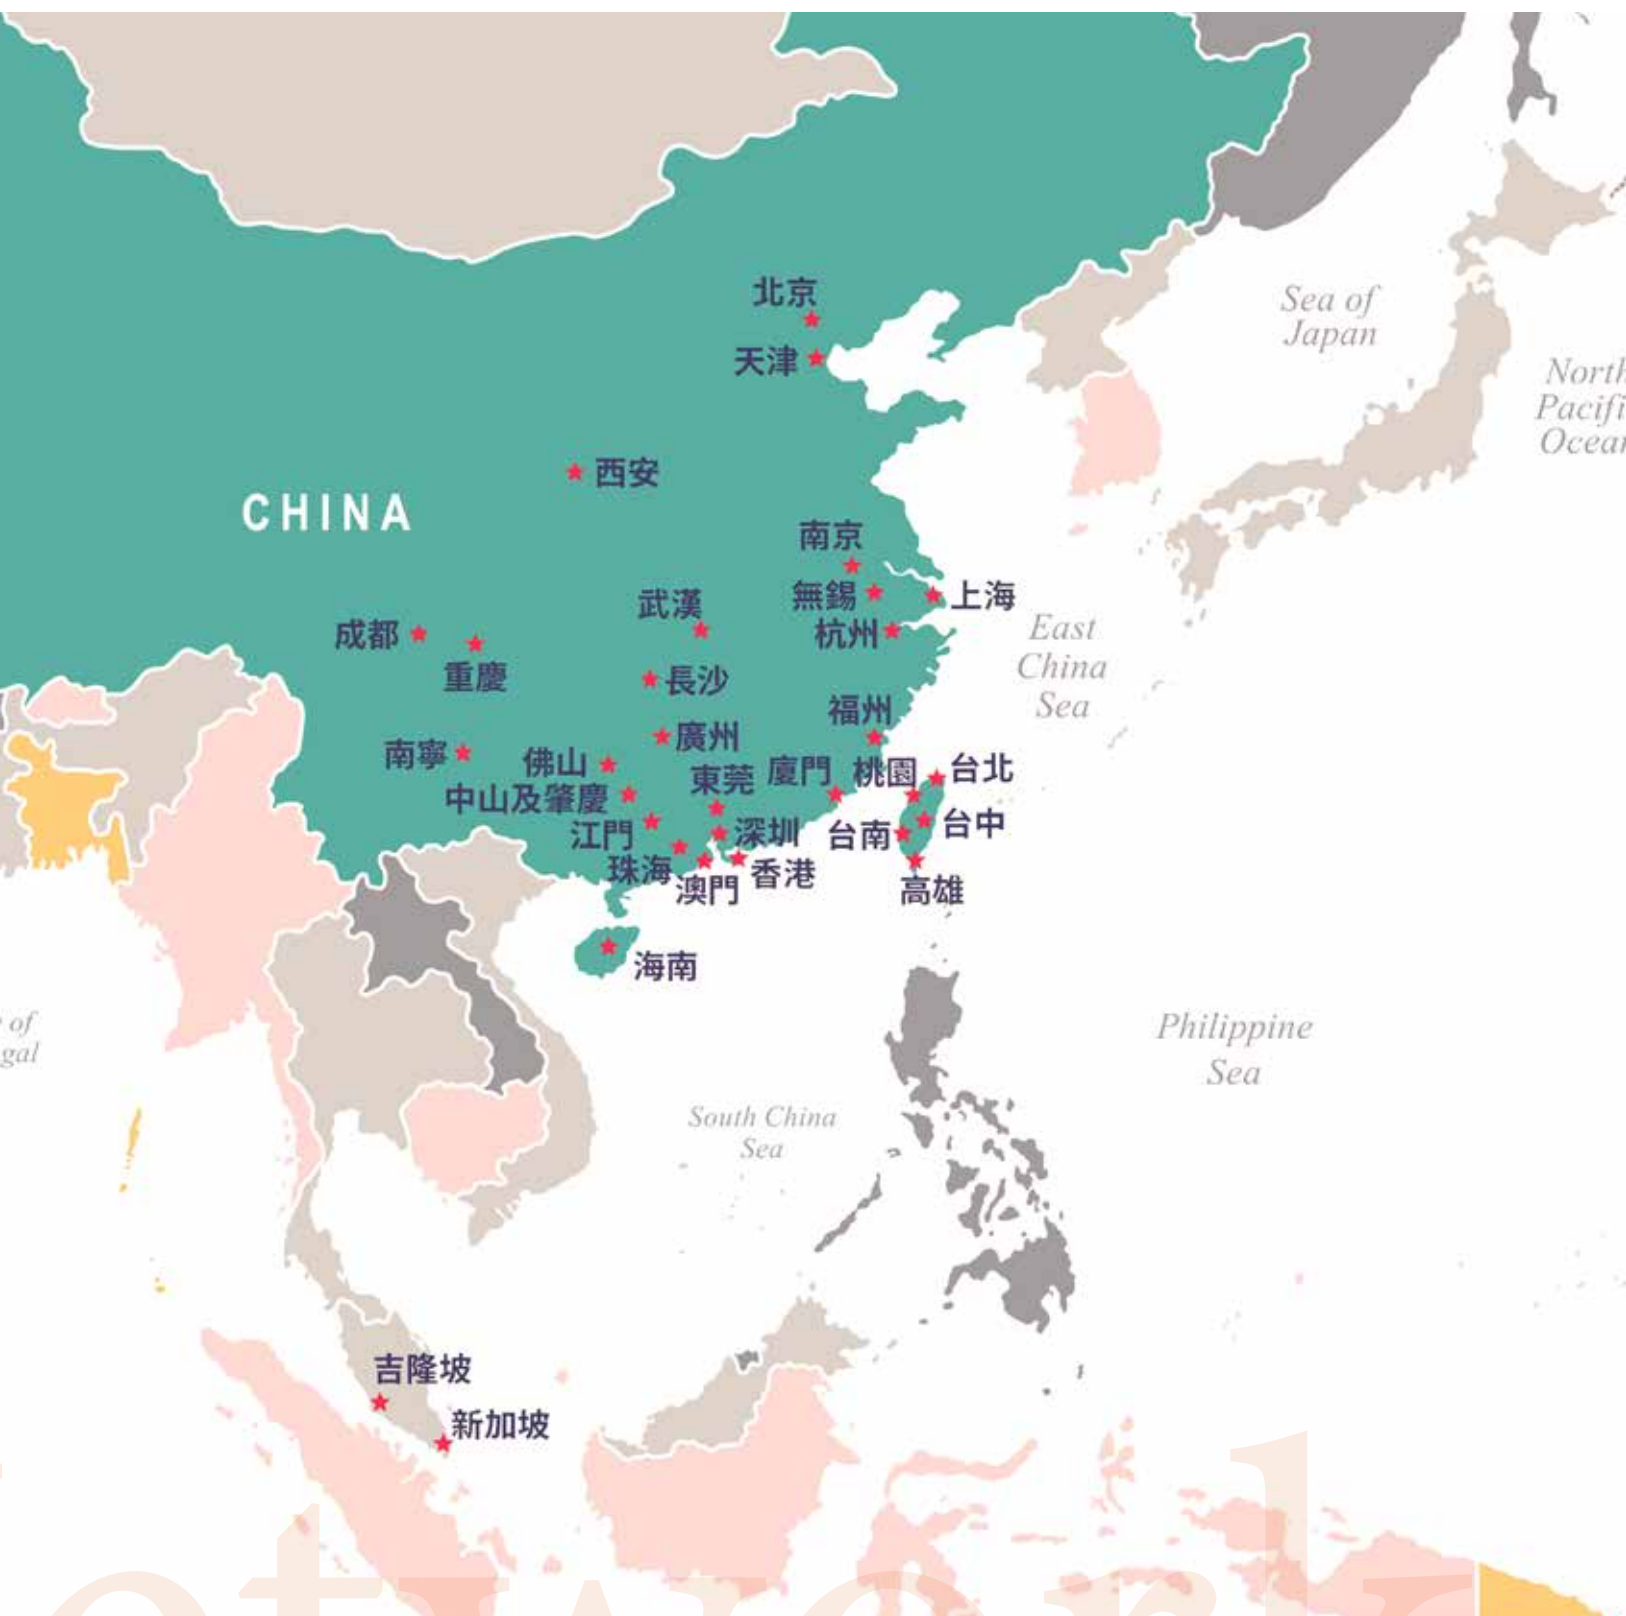 北京
Sea of
Japan
天津
North
Pacifi
Ocean
西安
CHINA
南京
無錫
上海
武漢
成都
杭州
East
China
Sea
重慶
長沙
福州
廣州
南寧
佛山
東莞
廈門
桃園
台北
中山及肇慶
江門
深圳
台南
台中
珠海
澳門
香港
高雄
海南
of
gal
Philippine
Sea
South China
Sea
吉隆坡
新加坡
etwork